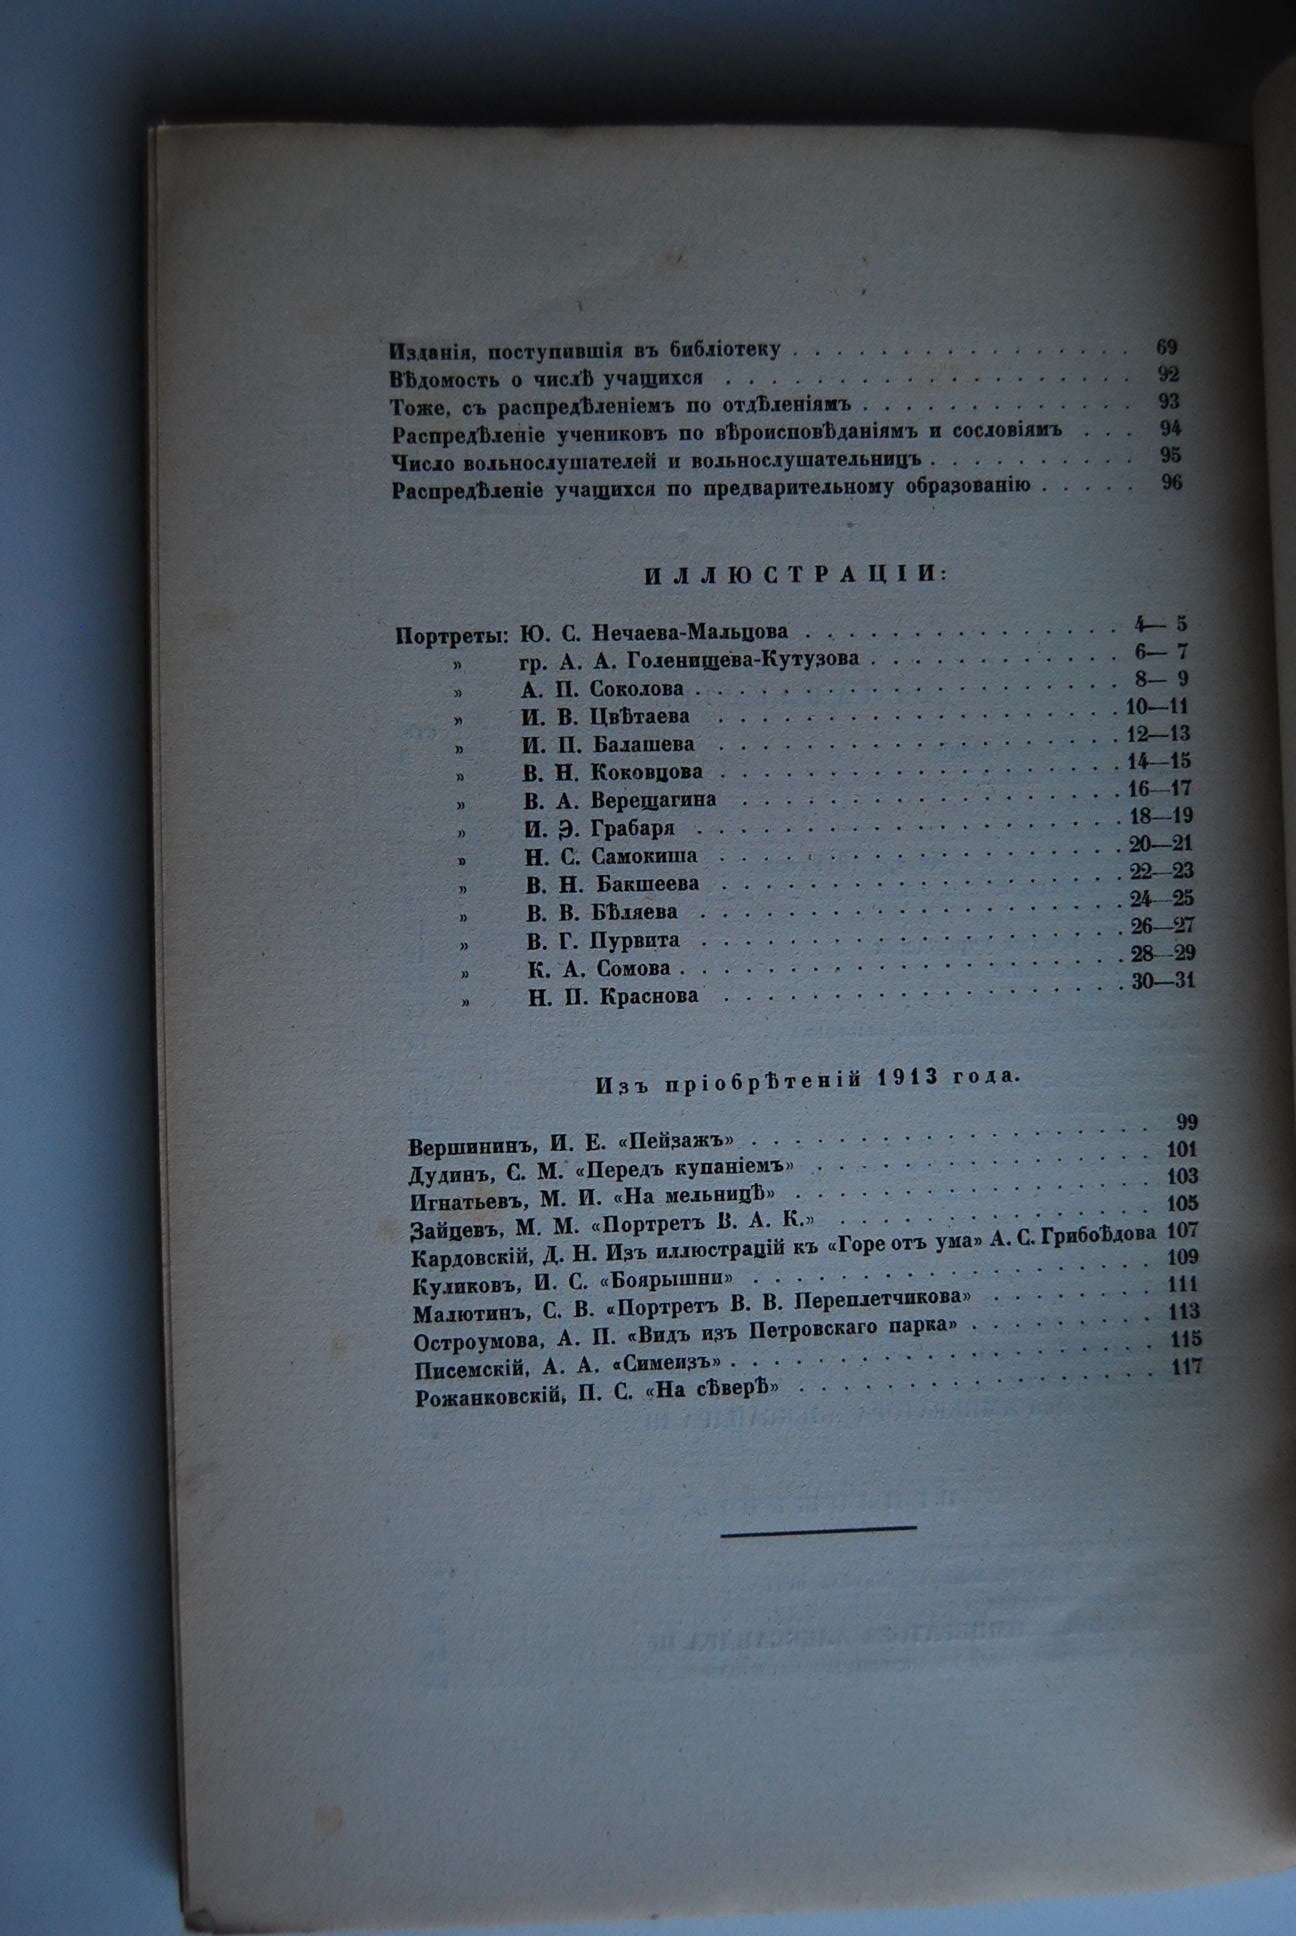 Изданія, поступившія въ библіотеку . . . . . . . . . . . . . . . . 69
Вѣдомость о числѣ учащихся . . . . . . . . . . . . . . . . . . . 92
Тоже, съ распредѣленіемъ по отдѣленіямъ . . . . . . . . . . . . . 93
Распредѣленіе учениковъ по вѣроисповѣданіямъ и сословіямъ . . . 94
Число вольнослушателей и вольнослушательницъ . . . . . . . . . . 95
Распредѣленіе учащихся по предварительному образованію . . . . . 96
ИЛЛЮСТРАЦІИ:
Портреты: Ю. С. Нечаева-Мальцова . . . . . . . . . . . . . . . 4— 5
» гр. А. А. Голенищева-Кутузова . . . . . . . . . . . . 6— 7
» А. П. Соколова . . . . . . . . . . . . . . . . . . . . 8— 9
» И. В. Цвѣтаева . . . . . . . . . . . . . . . . . . . 10—11
» И. П. Балашева . . . . . . . . . . . . . . . . . . . 12—13
» В. Н. Коковцова . . . . . . . . . . . . . . . . . . . 14—15
» В. А. Верещагина . . . . . . . . . . . . . . . . . . 16—17
» И. Э. Грабаря . . . . . . . . . . . . . . . . . . . . 18—19
» Н. С. Самокиша . . . . . . . . . . . . . . . . . . . 20—21
» В. Н. Бакшеева . . . . . . . . . . . . . . . . . . . 22—23
» В. В. Бѣляева . . . . . . . . . . . . . . . . . . . . 24—25
» В. Г. Пурвита . . . . . . . . . . . . . . . . . . . . 26—27
» К. А. Сомова . . . . . . . . . . . . . . . . . . . . . 28—29
» Н. П. Краснова . . . . . . . . . . . . . . . . . . . 30—31
Изъ пріобрѣтеній 1913 года.
Вершининъ, И. Е. «Пейзажъ» . . . . . . . . . . . . . . . . . . 99
Дудинъ, С. М. «Передъ купаніемъ» . . . . . . . . . . . . . . . 101
Игнатьевъ, М. И. «На мельницѣ» . . . . . . . . . . . . . . . . 103
Зайцевъ, М. М. «Портретъ В. А. К.» . . . . . . . . . . . . . . 105
Кардовскій, Д. Н. Изъ иллюстрацій къ «Горе отъ ума» А. С. Грибоѣдова 107
Куликовъ, И. С. «Боярышни» . . . . . . . . . . . . . . . . . . 109
Малютинъ, С. В. «Портретъ В. В. Переплетчикова» . . . . . . . 111
Остроумова, А. П. «Видъ изъ Петровскаго парка» . . . . . . . . 113
Писемскій, А. А. «Симеизъ» . . . . . . . . . . . . . . . . . . 115
Рожанковскій, П. С. «На сѣверѣ» . . . . . . . . . . . . . . . . 117